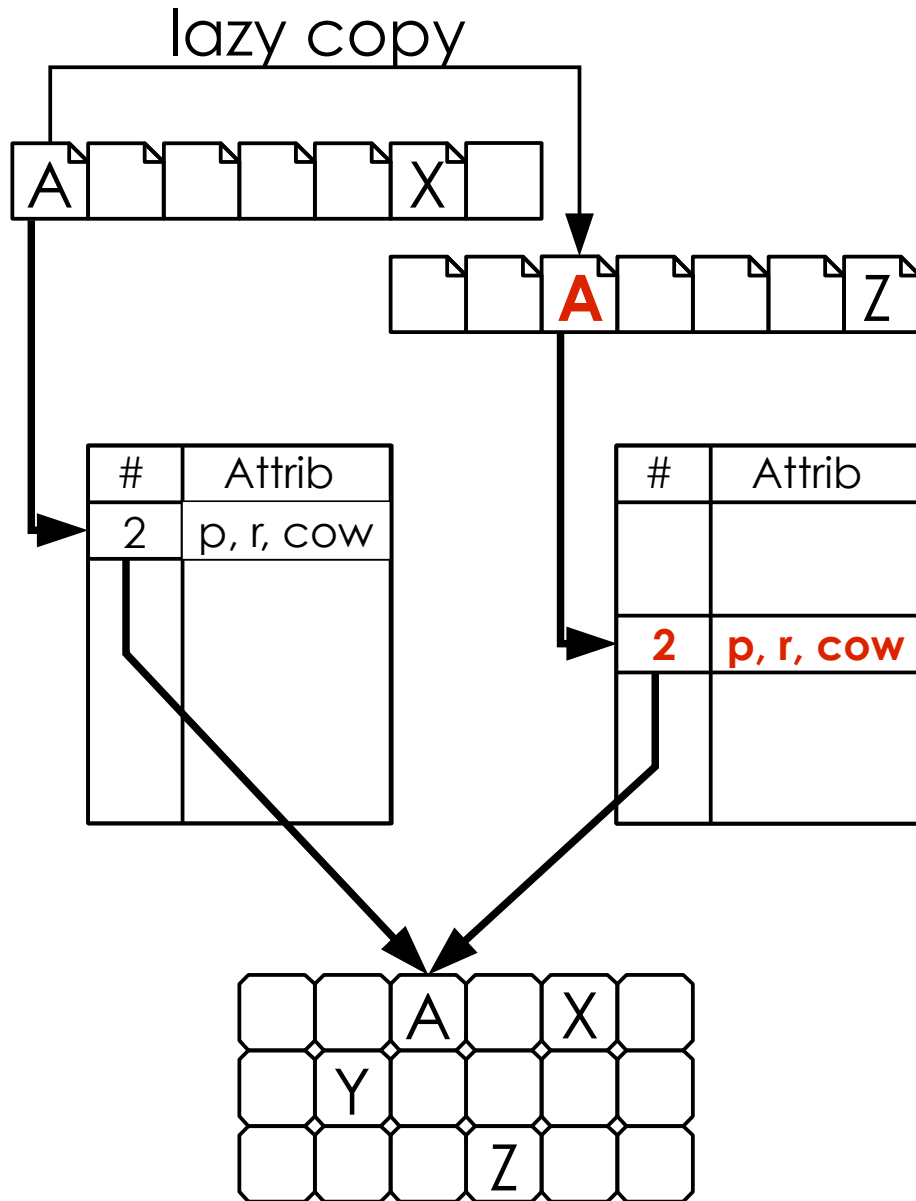 lazy copy
A X
A Z
# Attrib
2 p, r, cow
# Attrib
2 p, r, cow
A X
Y
Z